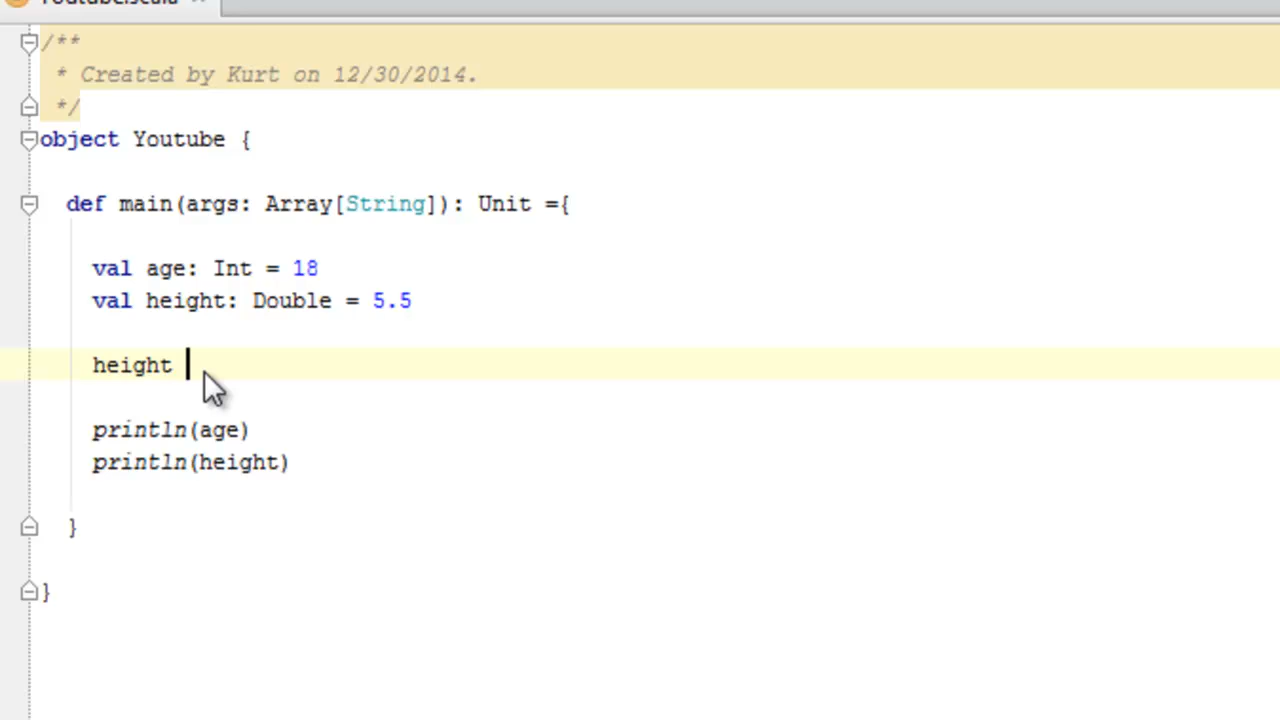 /**
* Created by Kurt on 12/30/2014.
*/
object Youtube {
def main(args: Array[String]): Unit ={
val age: Int = 18
val height: Double = 5.5
height
println(age)
println(height)
}
}